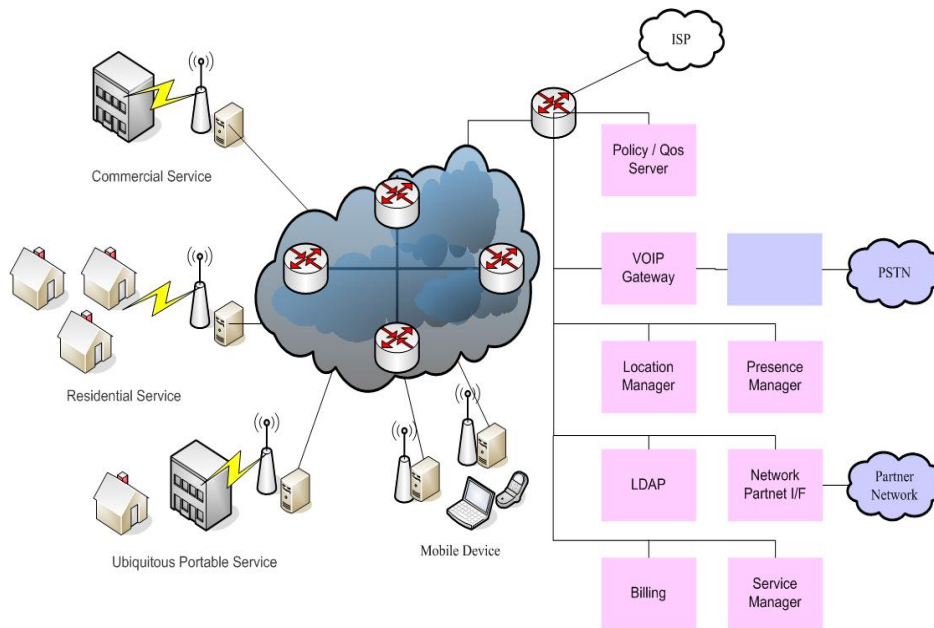 ISP
Policy / Qos
Server
Commercial Service
VOIP
Gateway
PSTN
Location
Manager
Presence
Manager
Residential Service
LDAP
Network
Partnet I/F
Partner
Network
Mobile Device
Ubiquitous Portable Service
Billing
Service
Manager